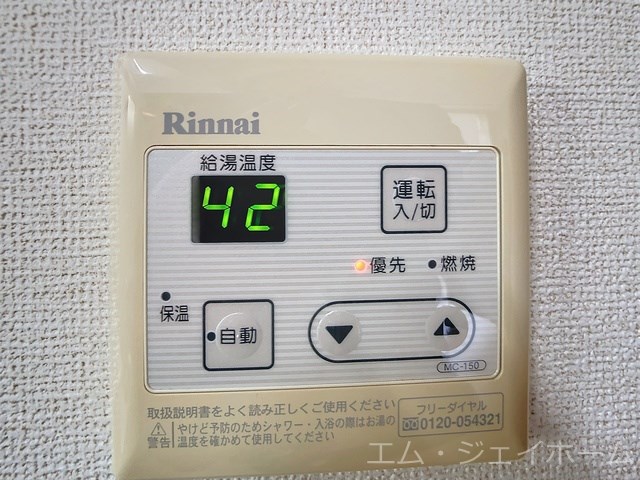 Rinnai
給湯温度
42
運転
入/切
優先
燃焼
保温
自動
MC-150
取扱説明書をよく読み正しくご使用ください
警告
やけど予防のためシャワー・入浴の際はお湯の
温度を確かめて使用してください
フリーダイヤル
0120-054321
エム・ジェイホーム